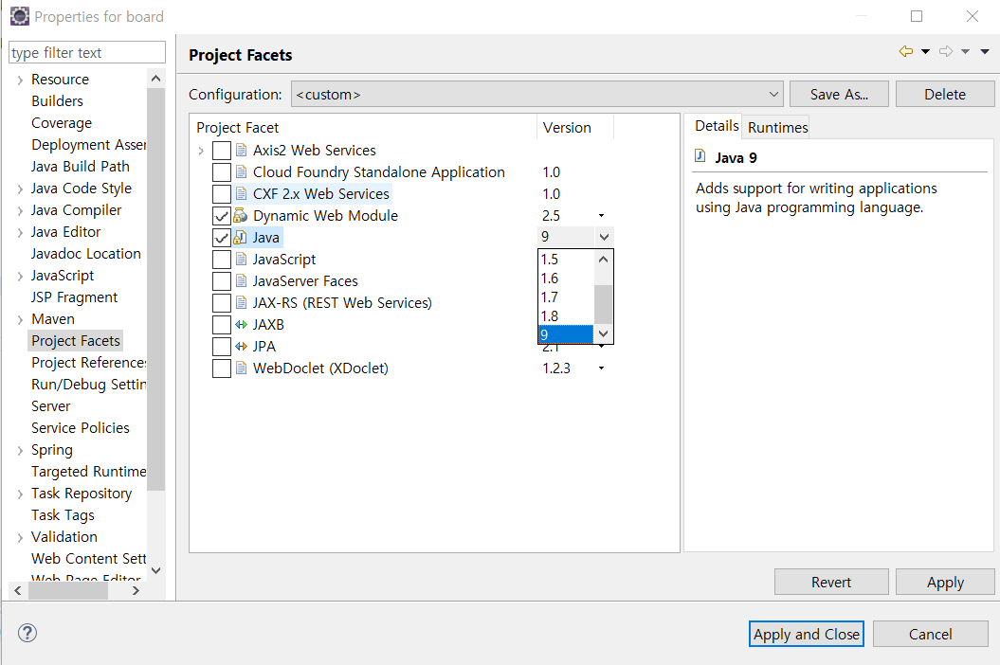 Properties for board
type filter text
Resource
Builders
Coverage
Deployment Asser
Java Build Path
Java Code Style
Java Compiler
Java Editor
Javadoc Location
JavaScript
JSP Fragment
Maven
Project Facets
Project References
Run/Debug Settin
Server
Service Policies
Spring
Targeted Runtime
Task Repository
Task Tags
Validation
Web Content Sett
Web Page Editor
Project Facets
Configuration: <custom> Save As... Delete
Project Facet Version
Axis2 Web Services
Cloud Foundry Standalone Application 1.0
CXF 2.x Web Services 1.0
Dynamic Web Module 2.5
Java 9
JavaScript
JavaServer Faces
JAX-RS (REST Web Services)
JAXB
JPA 2.1
WebDoclet (XDoclet) 1.2.3
1.5
1.6
1.7
1.8
9
Details Runtimes
Java 9
Adds support for writing applications
using Java programming language.
Revert Apply
Apply and Close Cancel